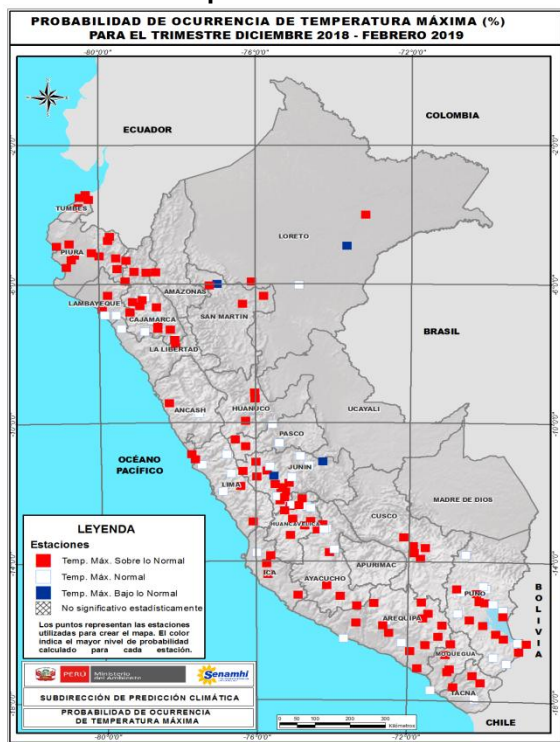 PROBABILIDAD DE OCURRENCIA DE TEMPERATURA MÁXIMA (%)
PARA EL TRIMESTRE DICIEMBRE 2018 - FEBRERO 2019
-80°0'0" -76°0'0" -72°0'0"
ECUADOR
COLOMBIA
TUMBES
LORETO
PIURA
AMAZONAS
LAMBAYEQUE
SAN MARTIN
CAJAMARCA
BRASIL
LA LIBERTAD
ANCASH
HUANUCO
UCAYALI
PASCO
OCÉANO
PACÍFICO
JUNIN
LIMA
MADRE DE DIOS
CUSCO
HUANCAVELICA
ICA
APURIMAC
AYACUCHO
PUNO
BOLIVIA
AREQUIPA
MOQUEGUA
TACNA
CHILE
LEYENDA
Estaciones
Temp. Máx. Sobre lo Normal
Temp. Máx. Normal
Temp. Máx. Bajo lo Normal
No significativo estadísticamente
Los puntos representan las estaciones
utilizadas para crear el mapa. El color
indica el mayor nivel de probabilidad
calculado para cada estación.
PERÚ Ministerio
del Ambiente
Senamhi
SUBDIRECCIÓN DE PREDICCIÓN CLIMÁTICA
PROBABILIDAD DE OCURRENCIA
DE TEMPERATURA MÁXIMA
0 50 100 200 300
Kilómetros
-80°0'0" -76°0'0" -72°0'0"